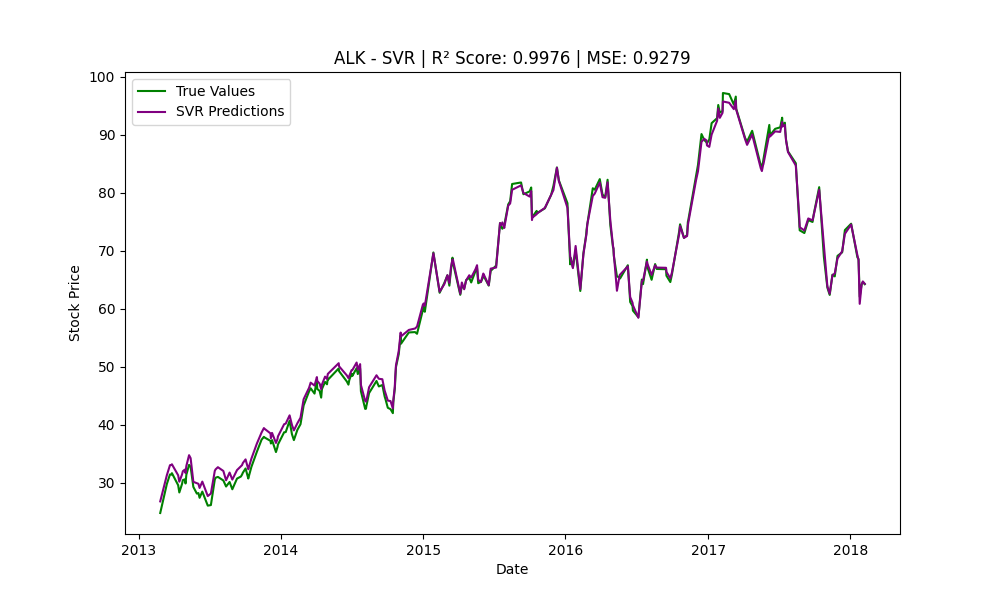 ALK - SVR | R² Score: 0.9976 | MSE: 0.9279
True Values
SVR Predictions
Stock Price
100
90
80
70
60
50
40
30
2013 2014 2015 2016 2017 2018
Date